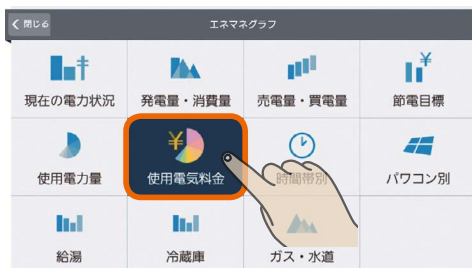 閉じる エネマネグラフ
現在の電力状況 発電量・消費量 売電量・買電量 節電目標
使用電力量 使用電気料金 時間帯別 パワコン別
給湯 冷蔵庫 ガス・水道